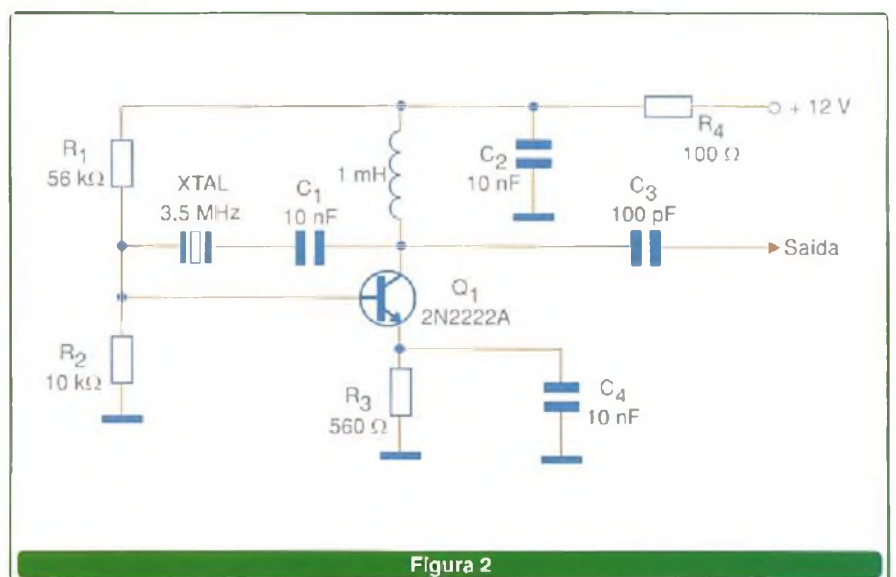 + 12 V
R4
100 Ω
R1
56 kΩ
XTAL
3.5 MHz
C1
10 nF
1 mH
C2
10 nF
C3
100 pF
Saída
Q1
2N2222A
R2
10 kΩ
R3
560 Ω
C4
10 nF
Figura 2